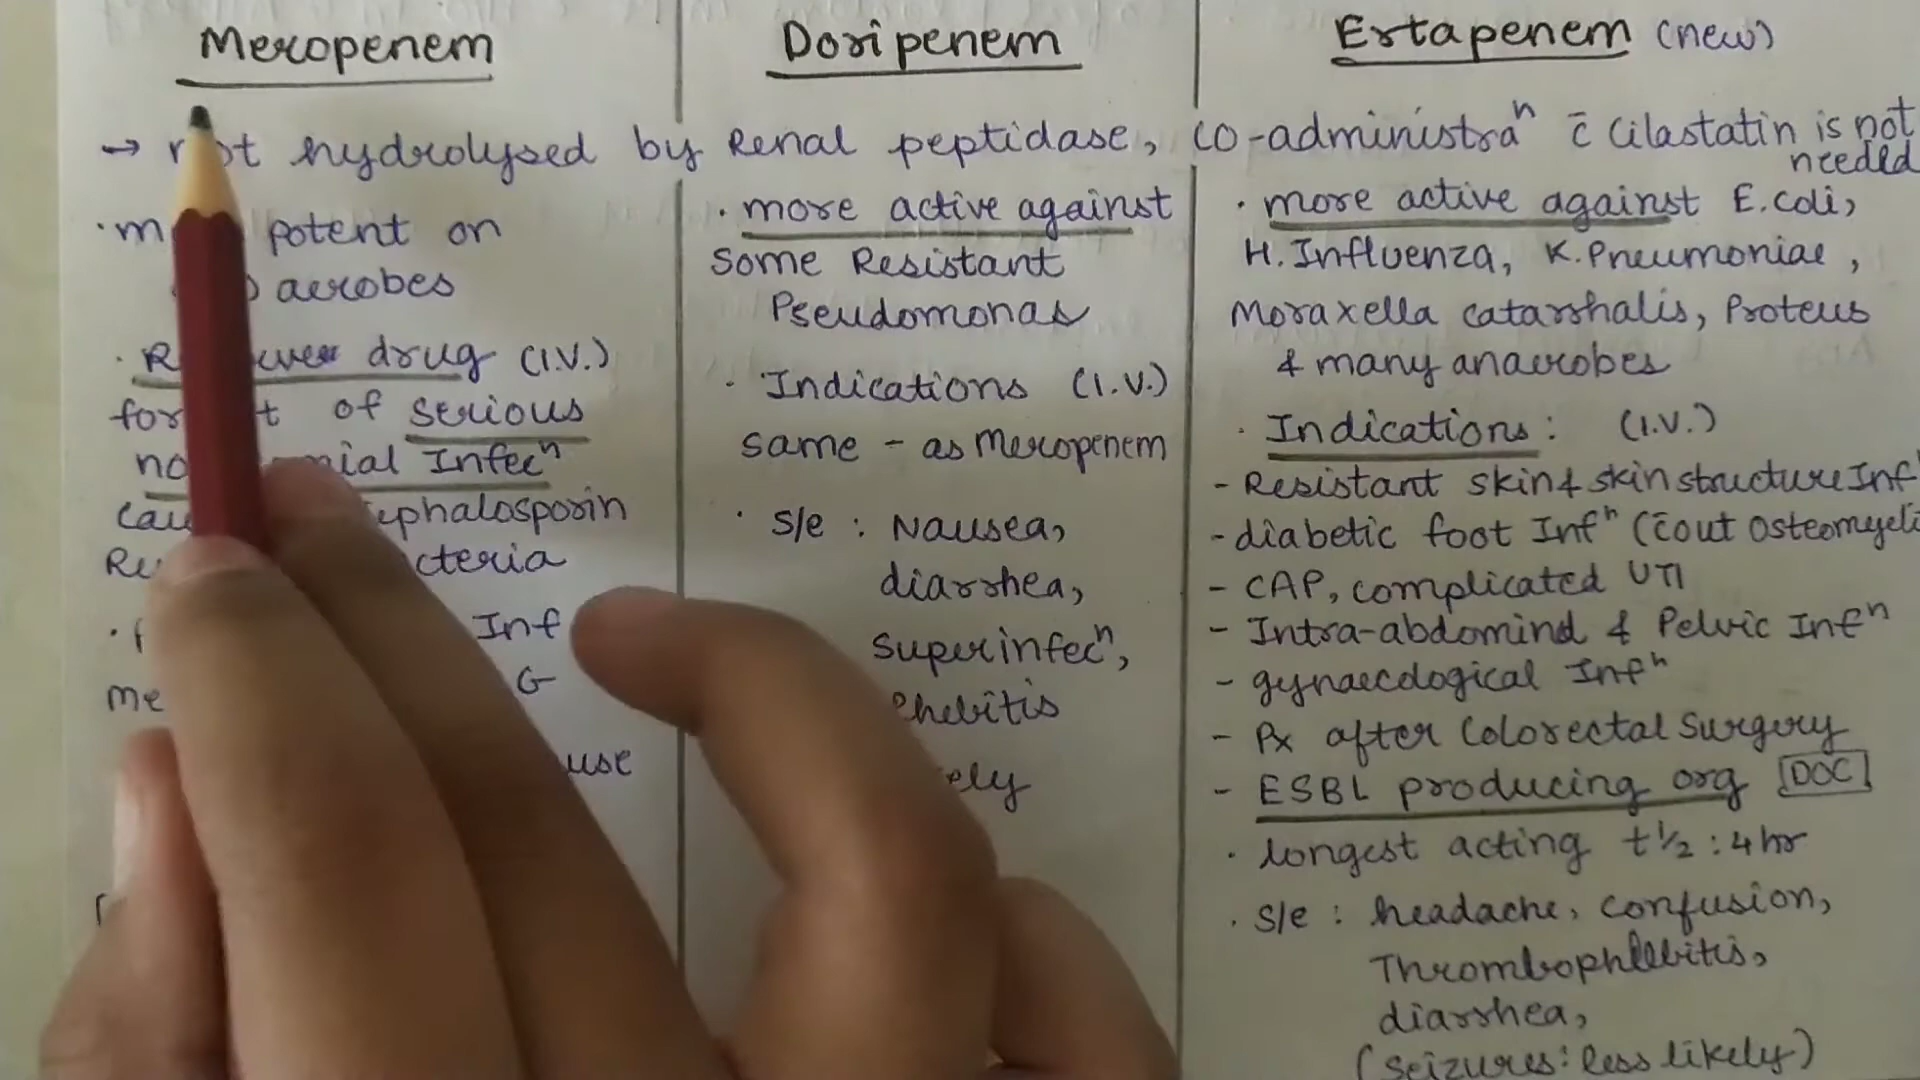 Meropenem
Doripenem
Ertapenem (new)
→ not hydrolysed by Renal peptidase, co-administraⁿ c̄ Cilastatin is not
needed
· potent on
aerobes
· drug (I.V.)
for of serious
Infecⁿ
cephalosporin
· Inf
G
use
· more active against
Some Resistant
Pseudomonas
· Indications (I.V.)
same - as Meropenem
· S/e : Nausea,
diarrhea,
Superinfecⁿ,
· more active against E.coli,
H.Influenza, K.Pneumoniae,
Moraxella catarrhalis, Proteus
& many anaerobes
· Indications: (I.V.)
- Resistant skin & skin structure Inf
- diabetic foot Infⁿ (c̄out
- CAP, complicated UTI
- Intra-abdominal & Pelvic Infⁿ
- gynaecological Infⁿ
- Px after Colorectal Surgery
- ESBL producing org [DOC]
· longest acting t½ : 4 hr
· S/e : headache, confusion,
Thrombophlebitis,
diarrhea,
(Seizures: less likely)